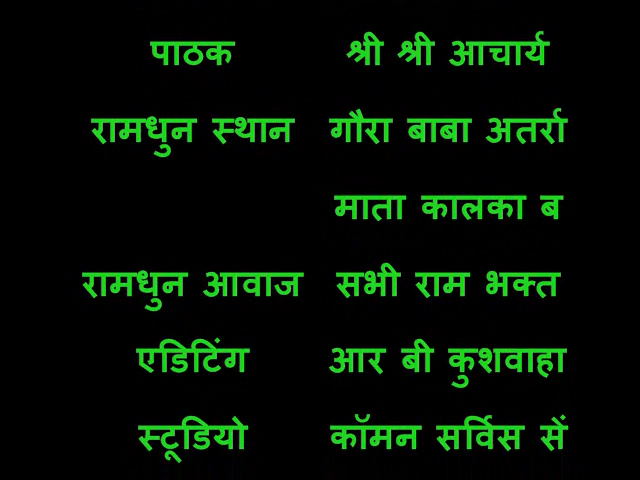 पाठक श्री श्री आचार्य
रामधुन स्थान गौरा बाबा अतर्रा
माता कालका ब
रामधुन आवाज सभी राम भक्त
एडिटिंग आर बी कुशवाहा
स्टूडियो कॉमन सर्विस सें